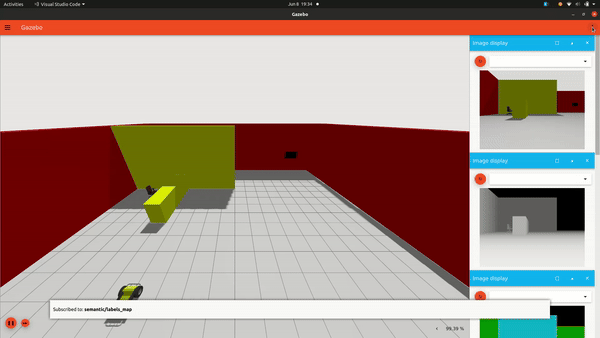 Activities
Visual Studio Code
Jun 8 19:34
Gazebo
Gazebo
Image display
Image display
Image display
Subscribed to: semantic/labels_map
99.39 %